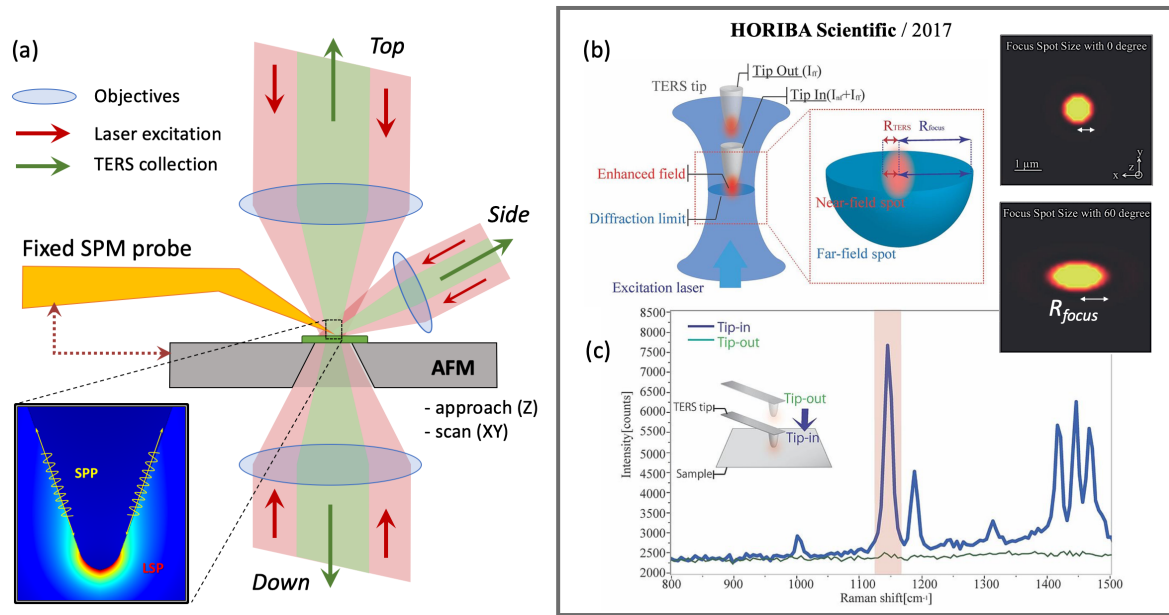 (a)
Top
Objectives
Laser excitation
TERS collection
Side
Fixed SPM probe
AFM
- approach (Z)
- scan (XY)
SPP
LSP
Down
HORIBA Scientific / 2017
(b)
Tip Out (Iff)
TERS tip
Tip In(Inf+Iff)
Enhanced field
Diffraction limit
Excitation laser
RTERS
Rfocus
Near-field spot
Far-field spot
Focus Spot Size with 0 degree
1 µm
y
z
x
Focus Spot Size with 60 degree
Rfocus
(c)
8500
8000
7500
7000
6500
6000
5500
5000
4500
4000
3500
3000
2500
2000
Intensity[counts]
Tip-in
Tip-out
Tip-out
TERS tip
Tip-in
Sample
800
900
1000
1100
1200
1300
1400
1500
Raman shift[cm-1]